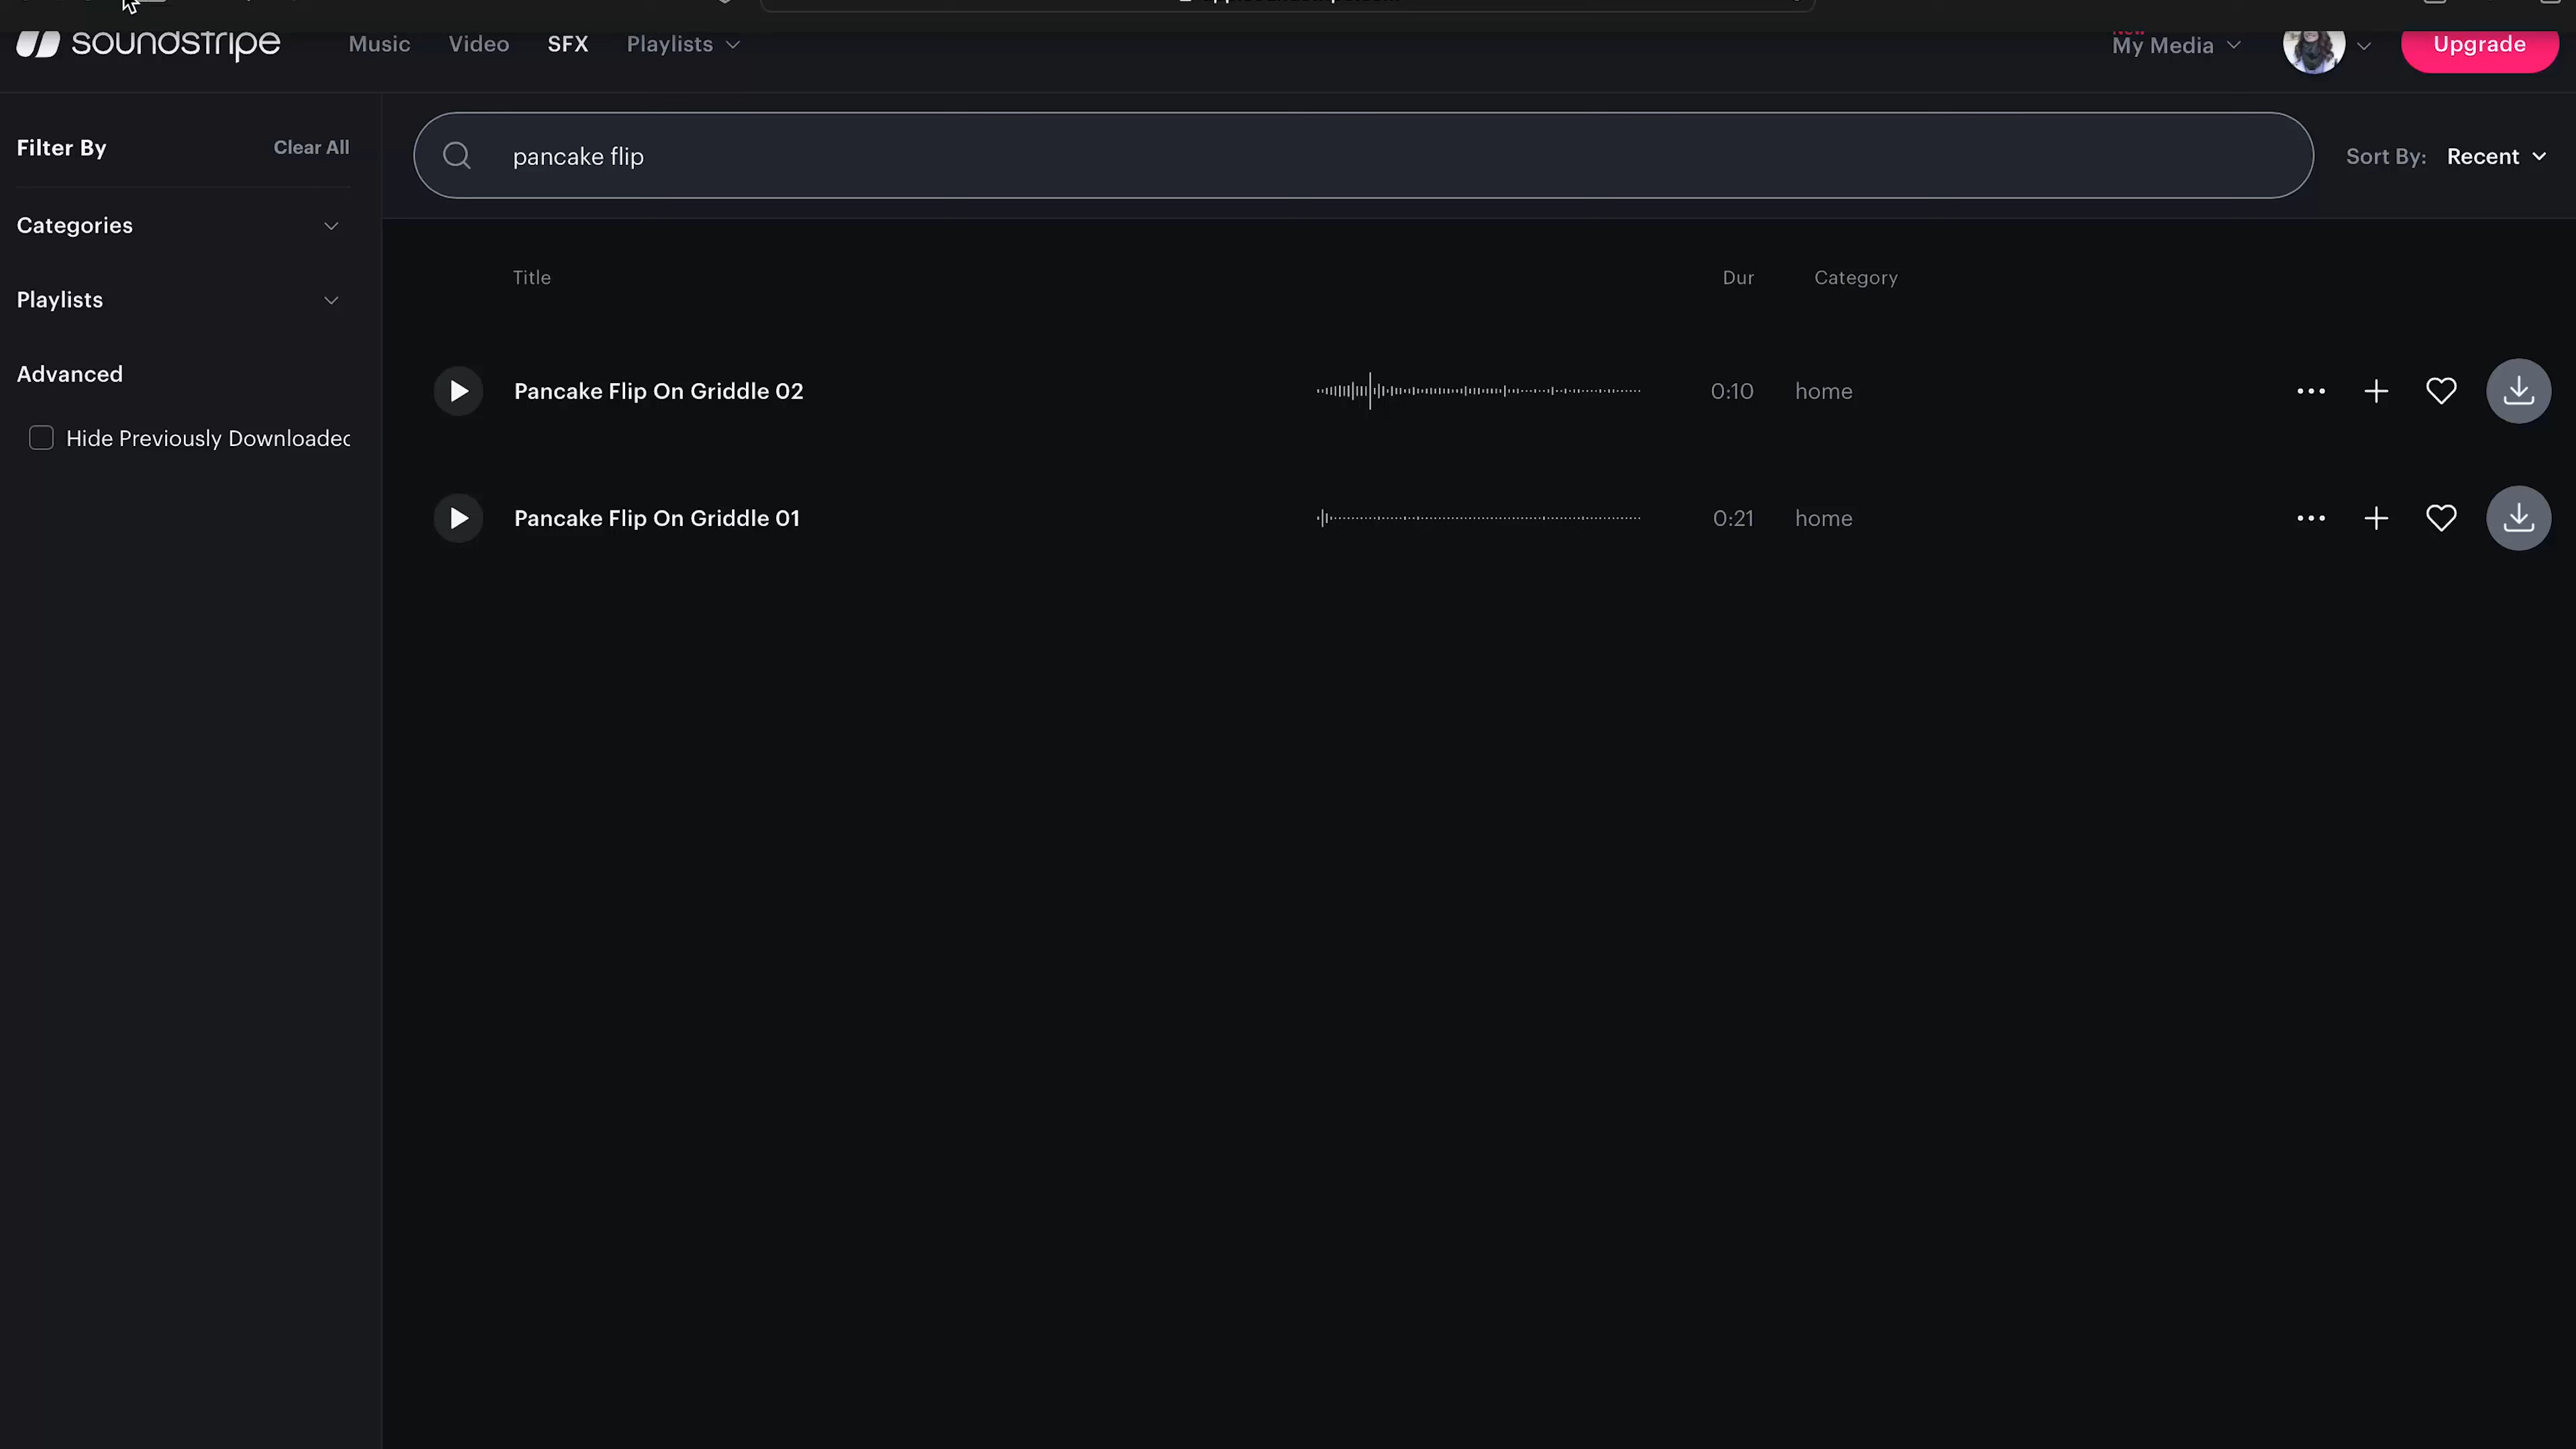 soundstripe
Music
Video
SFX
Playlists
My Media
Upgrade
Filter By
Clear All
Categories
Playlists
Advanced
Hide Previously Downloaded
pancake flip
Sort By: Recent
Title
Dur
Category
Pancake Flip On Griddle 02
0:10
home
Pancake Flip On Griddle 01
0:21
home